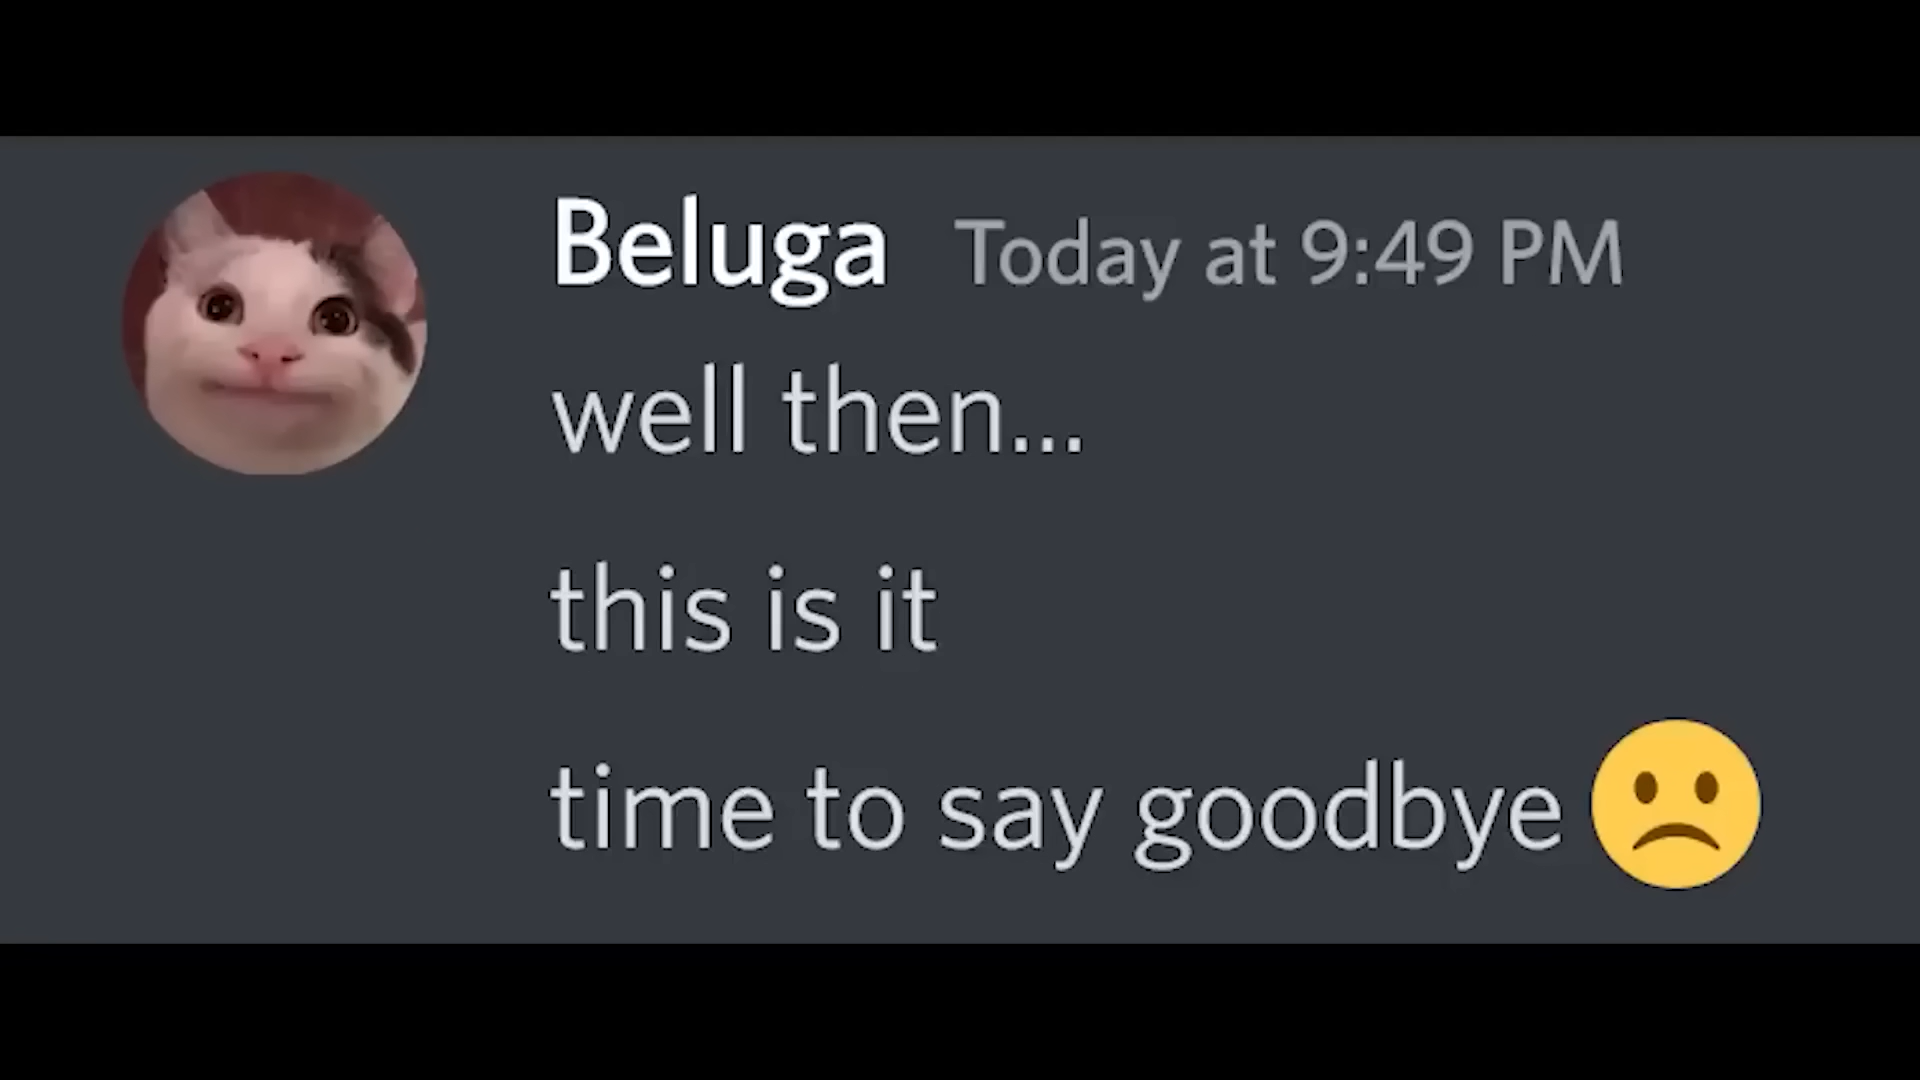 Beluga Today at 9:49 PM
well then...
this is it
time to say goodbye ☹️